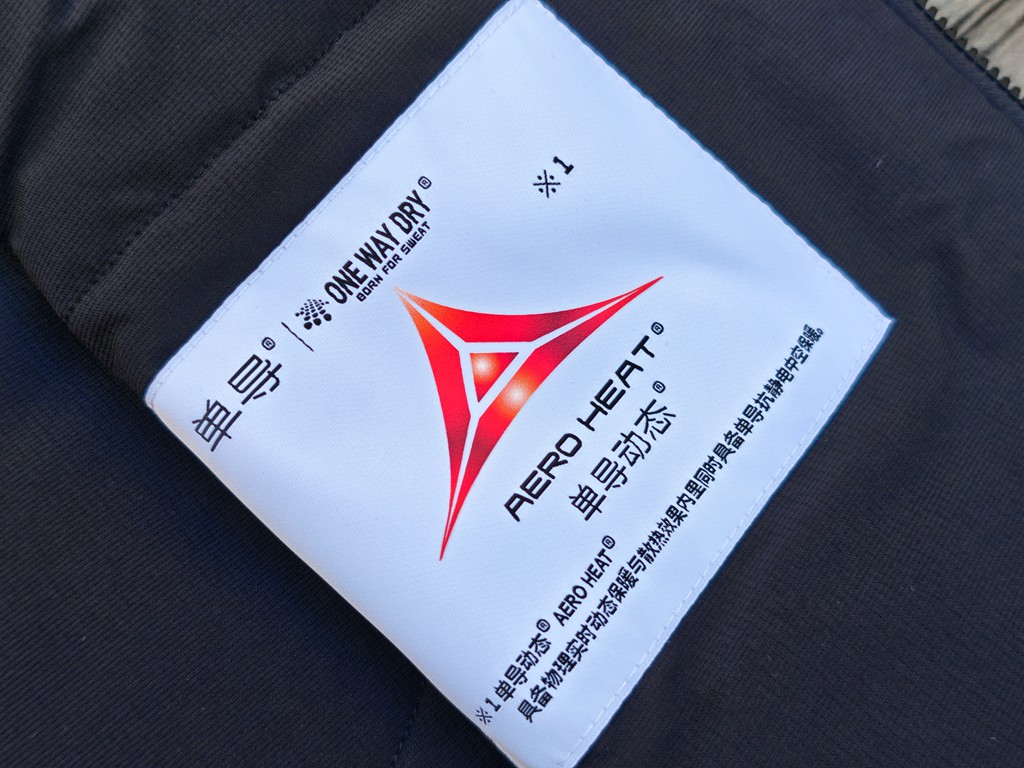 单导® | ONE WAY DRY®
BORN FOR SWEAT
※1
AERO HEAT®
单导动态®
※1 单导动态® AERO HEAT®
具备物理实时动态保暖与散热效果内里同时具备单导抗静电中空保暖。